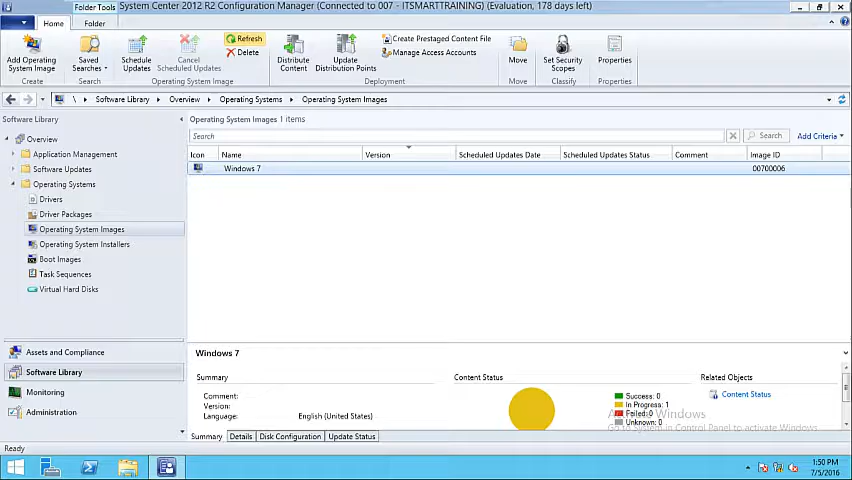 Folder Tools
System Center 2012 R2 Configuration Manager (Connected to 007 - ITSMARTTRAINING) (Evaluation, 178 days left)
Home
Folder
Add Operating System Image
Saved Searches
Refresh
Delete
Schedule Updates
Cancel Scheduled Updates
Distribute Content
Update Distribution Points
Create Prestaged Content File
Manage Access Accounts
Move
Set Security Scopes
Properties
Create
Search
Operating System Image
Deployment
Move
Classify
Properties
\ Software Library Overview Operating Systems Operating System Images
Software Library
Overview
Application Management
Software Updates
Operating Systems
Drivers
Driver Packages
Operating System Images
Operating System Installers
Boot Images
Task Sequences
Virtual Hard Disks
Assets and Compliance
Software Library
Monitoring
Administration
Operating System Images 1 items
Search
Search
Add Criteria
Icon Name Version Scheduled Updates Date Scheduled Updates Status Comment Image ID
Windows 7 00700006
Windows 7
Summary
Comment:
Version:
Language: English (United States)
Content Status
Success: 0
In Progress: 1
Failed: 0
Unknown: 0
Related Objects
Content Status
Activate Windows
Go to System in Control Panel to activate Windows.
Summary Details Disk Configuration Update Status
Ready
1:50 PM
7/5/2016